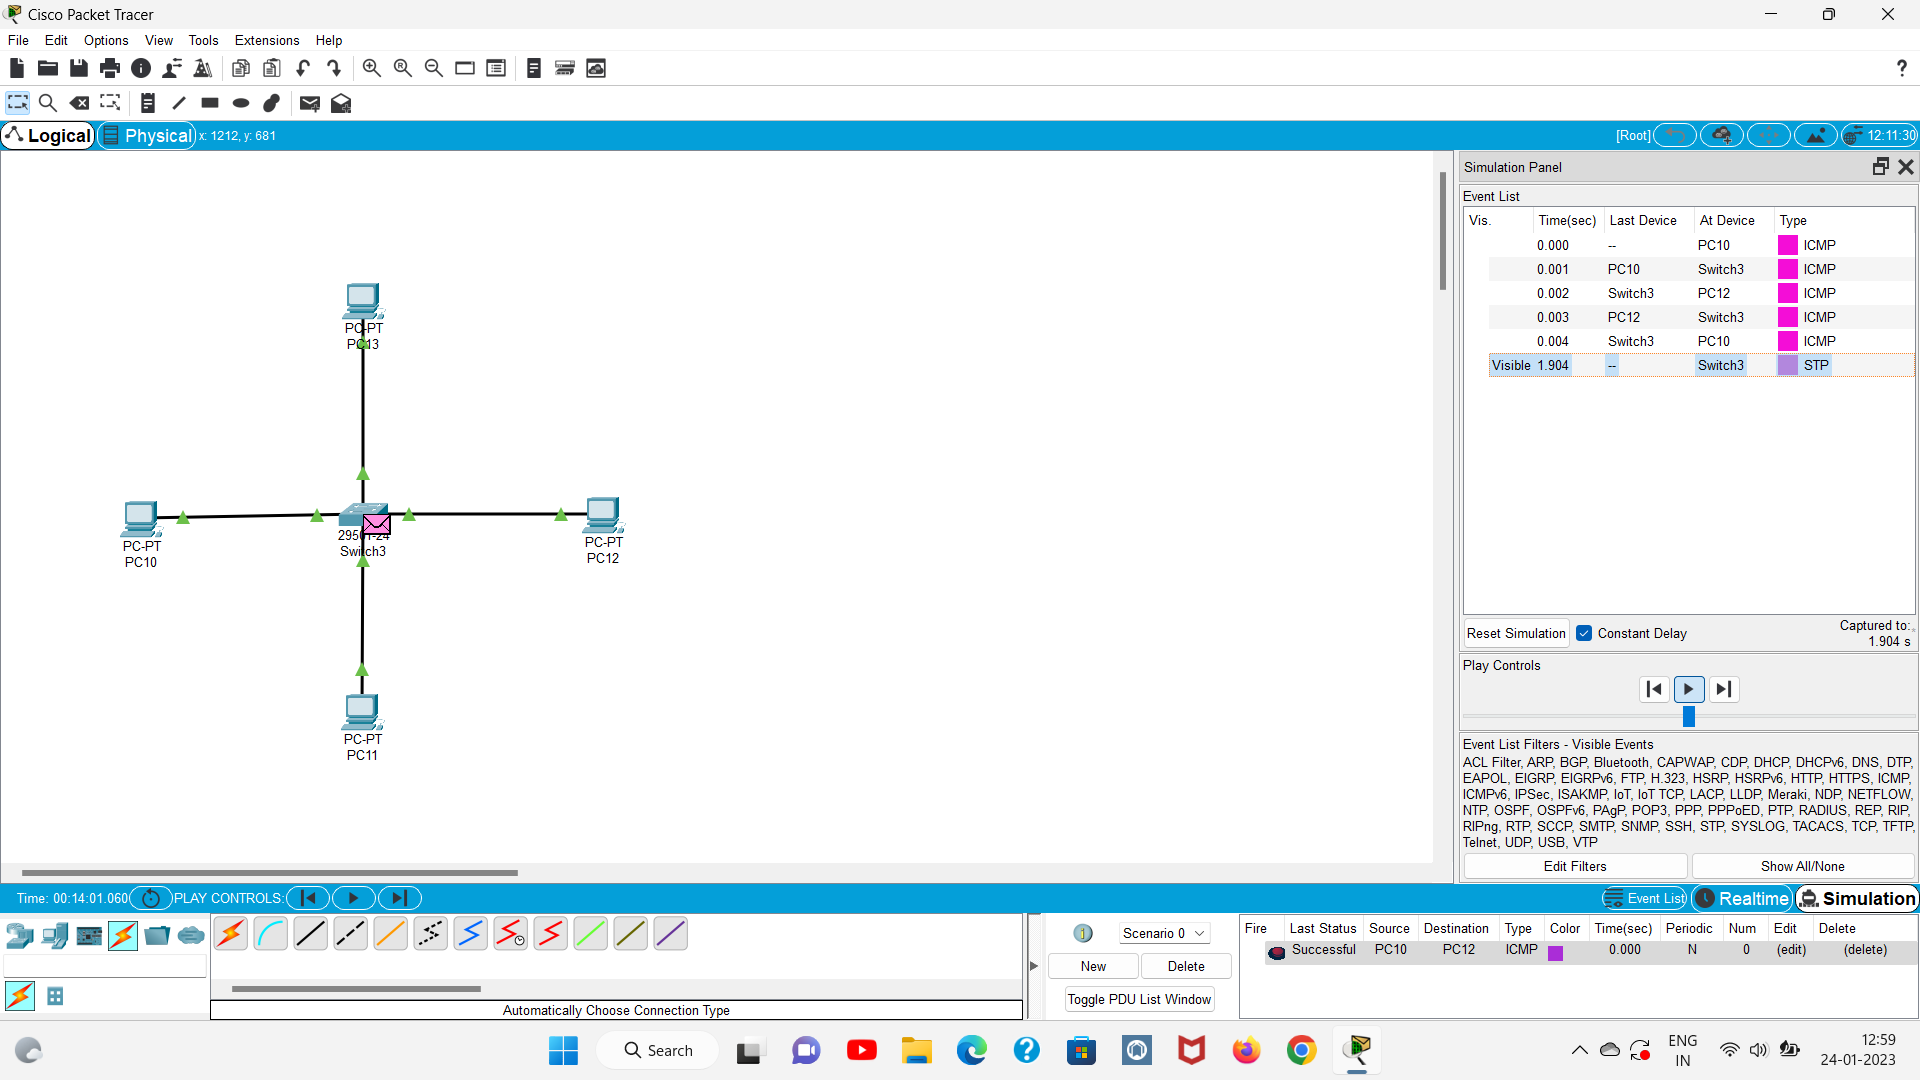 Cisco Packet Tracer
File Edit Options View Tools Extensions Help
?
Logical Physical x: 1212, y: 681 [Root] 12:11:30
Simulation Panel
Event List
Vis. Time(sec) Last Device At Device Type
0.000 -- PC10 ICMP
0.001 PC10 Switch3 ICMP
0.002 Switch3 PC12 ICMP
0.003 PC12 Switch3 ICMP
0.004 Switch3 PC10 ICMP
Visible 1.904 -- Switch3 STP
PC-PT
PC13
PC-PT
PC10
Switch3
PC-PT
PC12
PC-PT
PC11
Reset Simulation Constant Delay
Captured to:
1.904 s
Play Controls
Event List Filters - Visible Events
ACL Filter, ARP, BGP, Bluetooth, CAPWAP, CDP, DHCP, DHCPv6, DNS, DTP,
EAPOL, EIGRP, EIGRPv6, FTP, H.323, HSRP, HSRPv6, HTTP, HTTPS, ICMP,
ICMPv6, IPSec, ISAKMP, IoT, IoT TCP, LACP, LLDP, Meraki, NDP, NETFLOW,
NTP, OSPF, OSPFv6, PAgP, POP3, PPP, PPPoED, PTP, RADIUS, REP, RIP,
RIPng, RTP, SCCP, SMTP, SNMP, SSH, STP, SYSLOG, TACACS, TCP, TFTP,
Telnet, UDP, USB, VTP
Edit Filters Show All/None
Time: 00:14:01.060 PLAY CONTROLS: Event List Realtime Simulation
Scenario 0
New Delete
Toggle PDU List Window
Automatically Choose Connection Type
Fire Last Status Source Destination Type Color Time(sec) Periodic Num Edit Delete
Successful PC10 PC12 ICMP 0.000 N 0 (edit) (delete)
Search
ENG
IN
12:59
24-01-2023